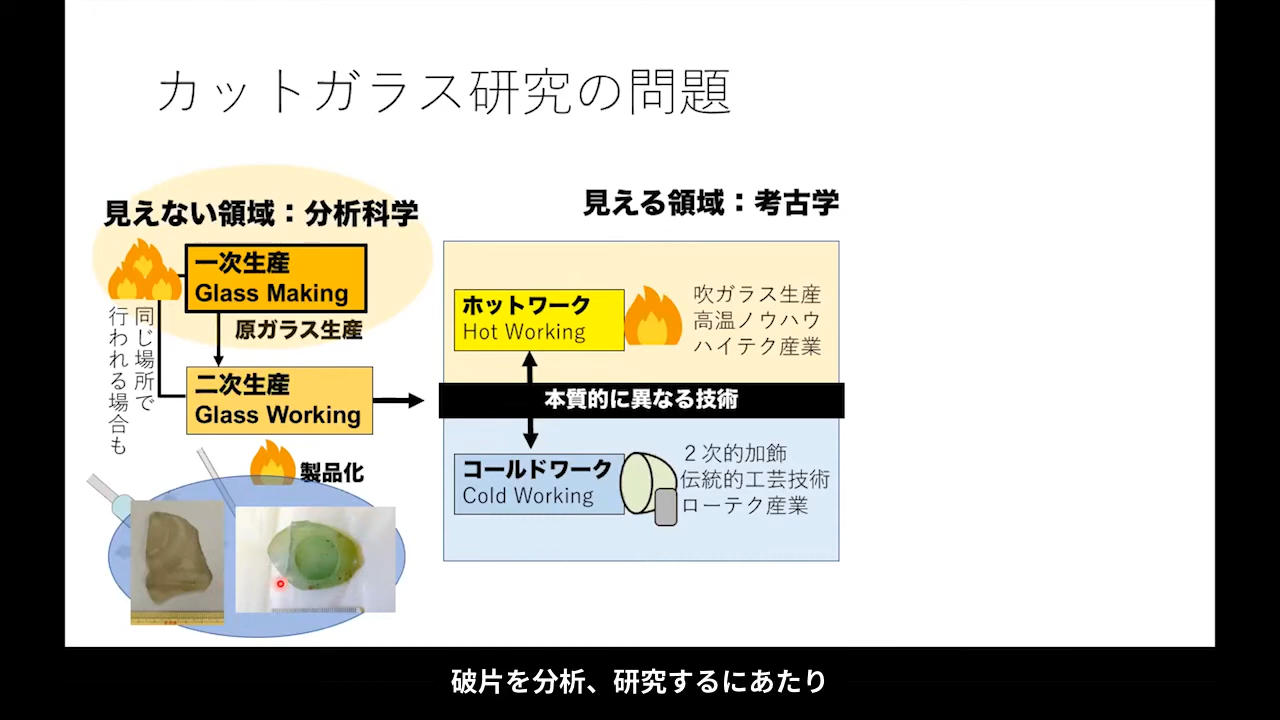 カットガラス研究の問題
見えない領域：分析科学
一次生産
Glass Making
原ガラス生産
同じ場所で
行われる場合も
二次生産
Glass Working
製品化
見える領域：考古学
ホットワーク
Hot Working
吹ガラス生産
高温ノウハウ
ハイテク産業
本質的に異なる技術
コールドワーク
Cold Working
２次的加飾
伝統的工芸技術
ローテク産業
破片を分析、研究するにあたり